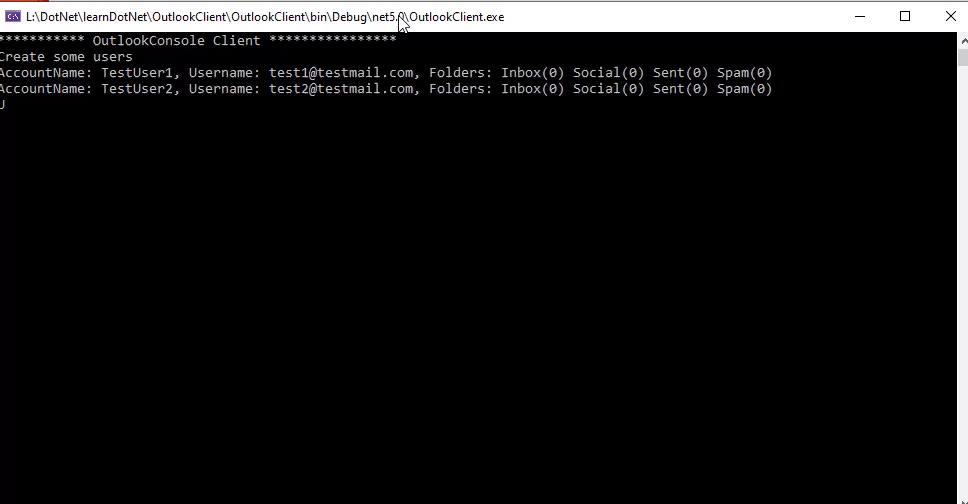 L:\DotNet\learnDotNet\OutlookClient\OutlookClient\bin\Debug\net5.0\OutlookClient.exe
*********** OutlookConsole Client ****************
Create some users
AccountName: TestUser1, Username: test1@testmail.com, Folders: Inbox(0) Social(0) Sent(0) Spam(0)
AccountName: TestUser2, Username: test2@testmail.com, Folders: Inbox(0) Social(0) Sent(0) Spam(0)